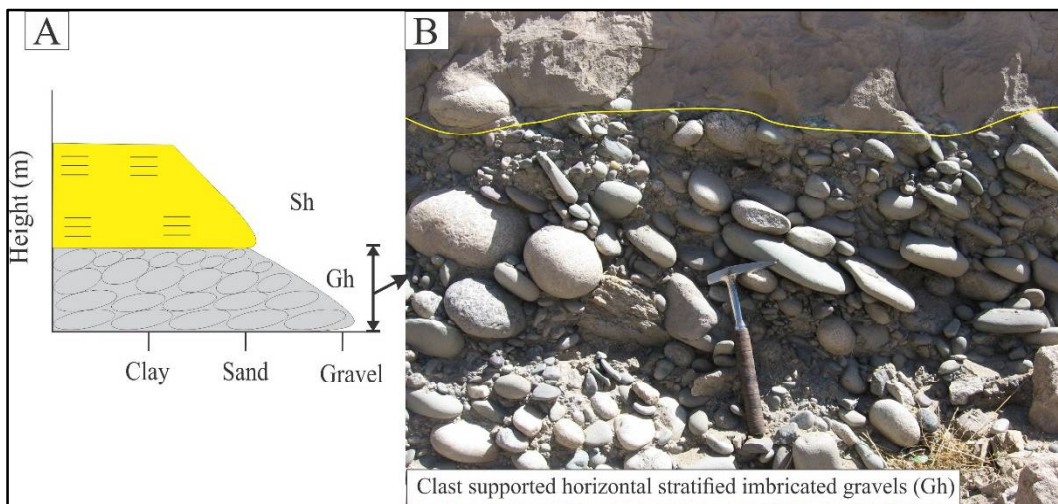 A
B
Height (m)
Sh
Gh
Clay
Sand
Gravel
Clast supported horizontal stratified imbricated gravels (Gh)